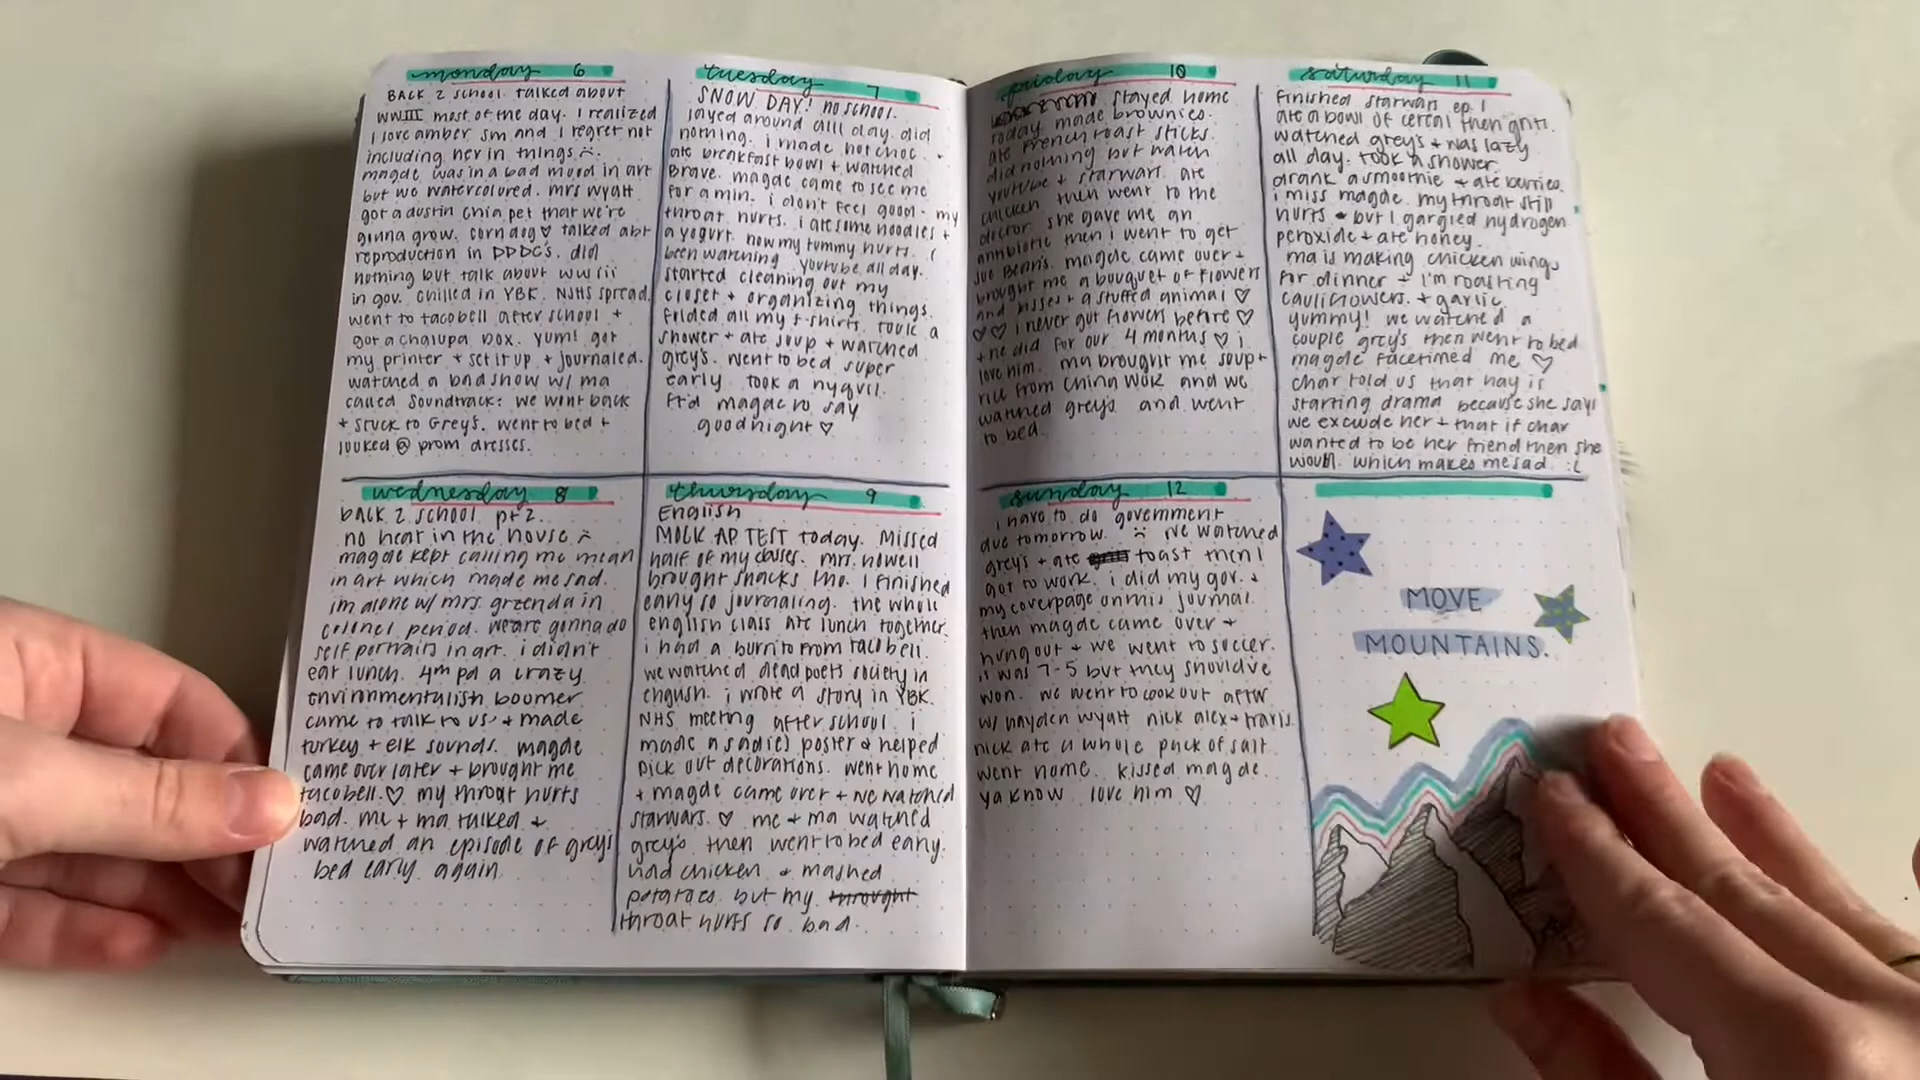 monday 6
BACK 2 SCHOOL. talked about
WWIII most of the day. I realized
I love amber sm and I regret not
including her in things :(.
magde was in a bad mood in art
but we watercolored. mrs wyatt
got a dustin chia pet that we're
gonna grow. corn dog ♡ talked abt
reproduction in DDDC's. did
nothing but talk about ww iii
in gov. chilled in YBK. NJHS spread.
went to tacobell after school +
got a chalupa box. yum! got
my printer + set it up + journaled.
watched a bad show w/ ma
called Soundtrack: we went back
+ stuck to Grey's. went to bed +
looked @ prom dresses.
tuesday 7
SNOW DAY! no school.
layed around alll day. did
nothing. i made hot choc. +
ate breakfast bowl + watched
Brave. magde came to see me
for a min. i don't feel good - my
throat hurts. i ate some noodles +
a yogurt. now my tummy hurts. i
been watching youtube all day.
started cleaning out my
closet + organizing things.
folded all my t-shirts. took a
shower + ate soup + watched
grey's. went to bed super
early took a nyquil.
ft'd magde to say
goodnight ♡
wednesday 8
back 2 school pt 2.
no heat in the house :(
magde kept calling me mean
in art which made me sad.
im alone w/ mrs. grzenda in
colonel period. we are gonna do
self portraits in art. i didn't
eat lunch. 4th pd a crazy
environmentalish boomer
came to talk to us + made
turkey + elk sounds. magde
came over later + brought me
tacobell. ♡ my throat hurts
bad. me + ma talked +
watched an episode of greys
bed early again.
thursday 9
English
MOCK AP TEST today. Missed
half of my classes. mrs. howell
brought snacks tho. I finished
early so journaling. the whole
english class ate lunch together.
i had a burrito from taco bell.
we watched dead poets society in
english. i wrote a story in YBK.
NHS meeting after school. i
made a sadies poster & helped
pick out decorations. went home
+ magde came over + we watched
starwars. ♡ me + ma watched
grey's then went to bed early.
had chicken & mashed
potatoes but my throught
throat hurts so bad.
friday 10
stayed home
today. made brownies.
ate french toast sticks.
did nothing but watch
youtube + starwars. ate
chicken then went to the
doctor she gave me an
antibiotic then i went to get
Joe Bean's. magde came over +
brought me a bouquet of flowers
and kisses + a stuffed animal ♡
♡♡ i never got flowers before ♡
+ he did for our 4 months ♡ i
love him. ma brought me soup +
rice from China Wok and we
watched grey's and went
to bed.
saturday 11
finished starwars ep. 1
ate a bowl of cereal then grits.
watched grey's + was lazy
all day. took a shower.
drank a smoothie + ate berries.
i miss magde. my throat still
hurts - but I gargled hydrogen
peroxide + ate honey.
ma is making chicken wings
for dinner + i'm roasting
cauliflowers. + garlic
yummy! we watched a
couple grey's then went to bed
magde facetimed me ♡
char told us that hay is
starting drama because she says
we exclude her + that if char
wanted to be her friend then she
would. which makes me sad. :(
sunday 12
i have to do government
due tomorrow. :( i've watched
grey's + ate toast then I
got to work. i did my gov. +
my coverpage on this journal.
then magde came over +
hung out + we went to soccer.
it was 7-5 but they should've
won. we went to cookout after
w/ hayden wyatt nick alex + travis.
nick ate a whole pack of salt
went home. kissed magde.
ya know love him ♡
MOVE
MOUNTAINS.